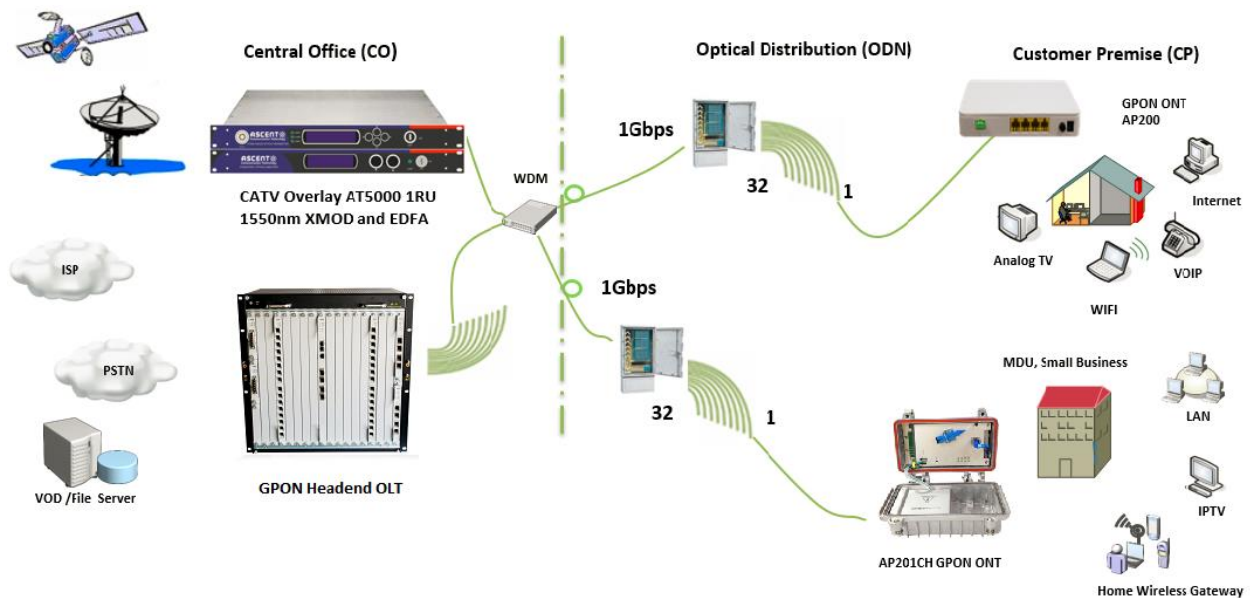 Central Office (CO)
Optical Distribution (ODN)
Customer Premise (CP)
ASCENT
ASCENT
CATV Overlay AT5000 1RU
1550nm XMOD and EDFA
WDM
1Gbps
32
1
GPON ONT
AP200
Internet
Analog TV
VOIP
WIFI
ISP
PSTN
VOD /File Server
GPON Headend OLT
1Gbps
32
1
MDU, Small Business
LAN
IPTV
AP201CH GPON ONT
Home Wireless Gateway